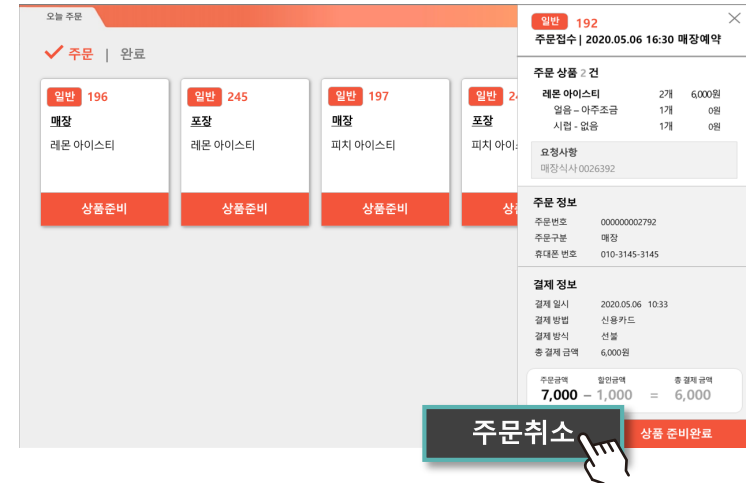 오늘 주문
주문 | 완료
일반 196
매장
레몬 아이스티
상품준비
일반 245
포장
레몬 아이스티
상품준비
일반 197
매장
피치 아이스티
상품준비
일반
포장
피치
일반 192
주문접수 | 2020.05.06 16:30 매장예약
주문 상품 2 건
레몬 아이스티 2개 6,000원
얼음 – 아주조금 1개 0원
시럽 - 없음 1개 0원
요청사항
매장식사 0026392
주문 정보
주문번호 000000002792
주문구분 매장
휴대폰 번호 010-3145-3145
결제 정보
결제 일시 2020.05.06 10:33
결제 방법 신용카드
결제 방식 선불
총 결제 금액 6,000원
주문금액 할인금액 총 결제 금액
7,000 – 1,000 = 6,000
주문취소
상품 준비완료